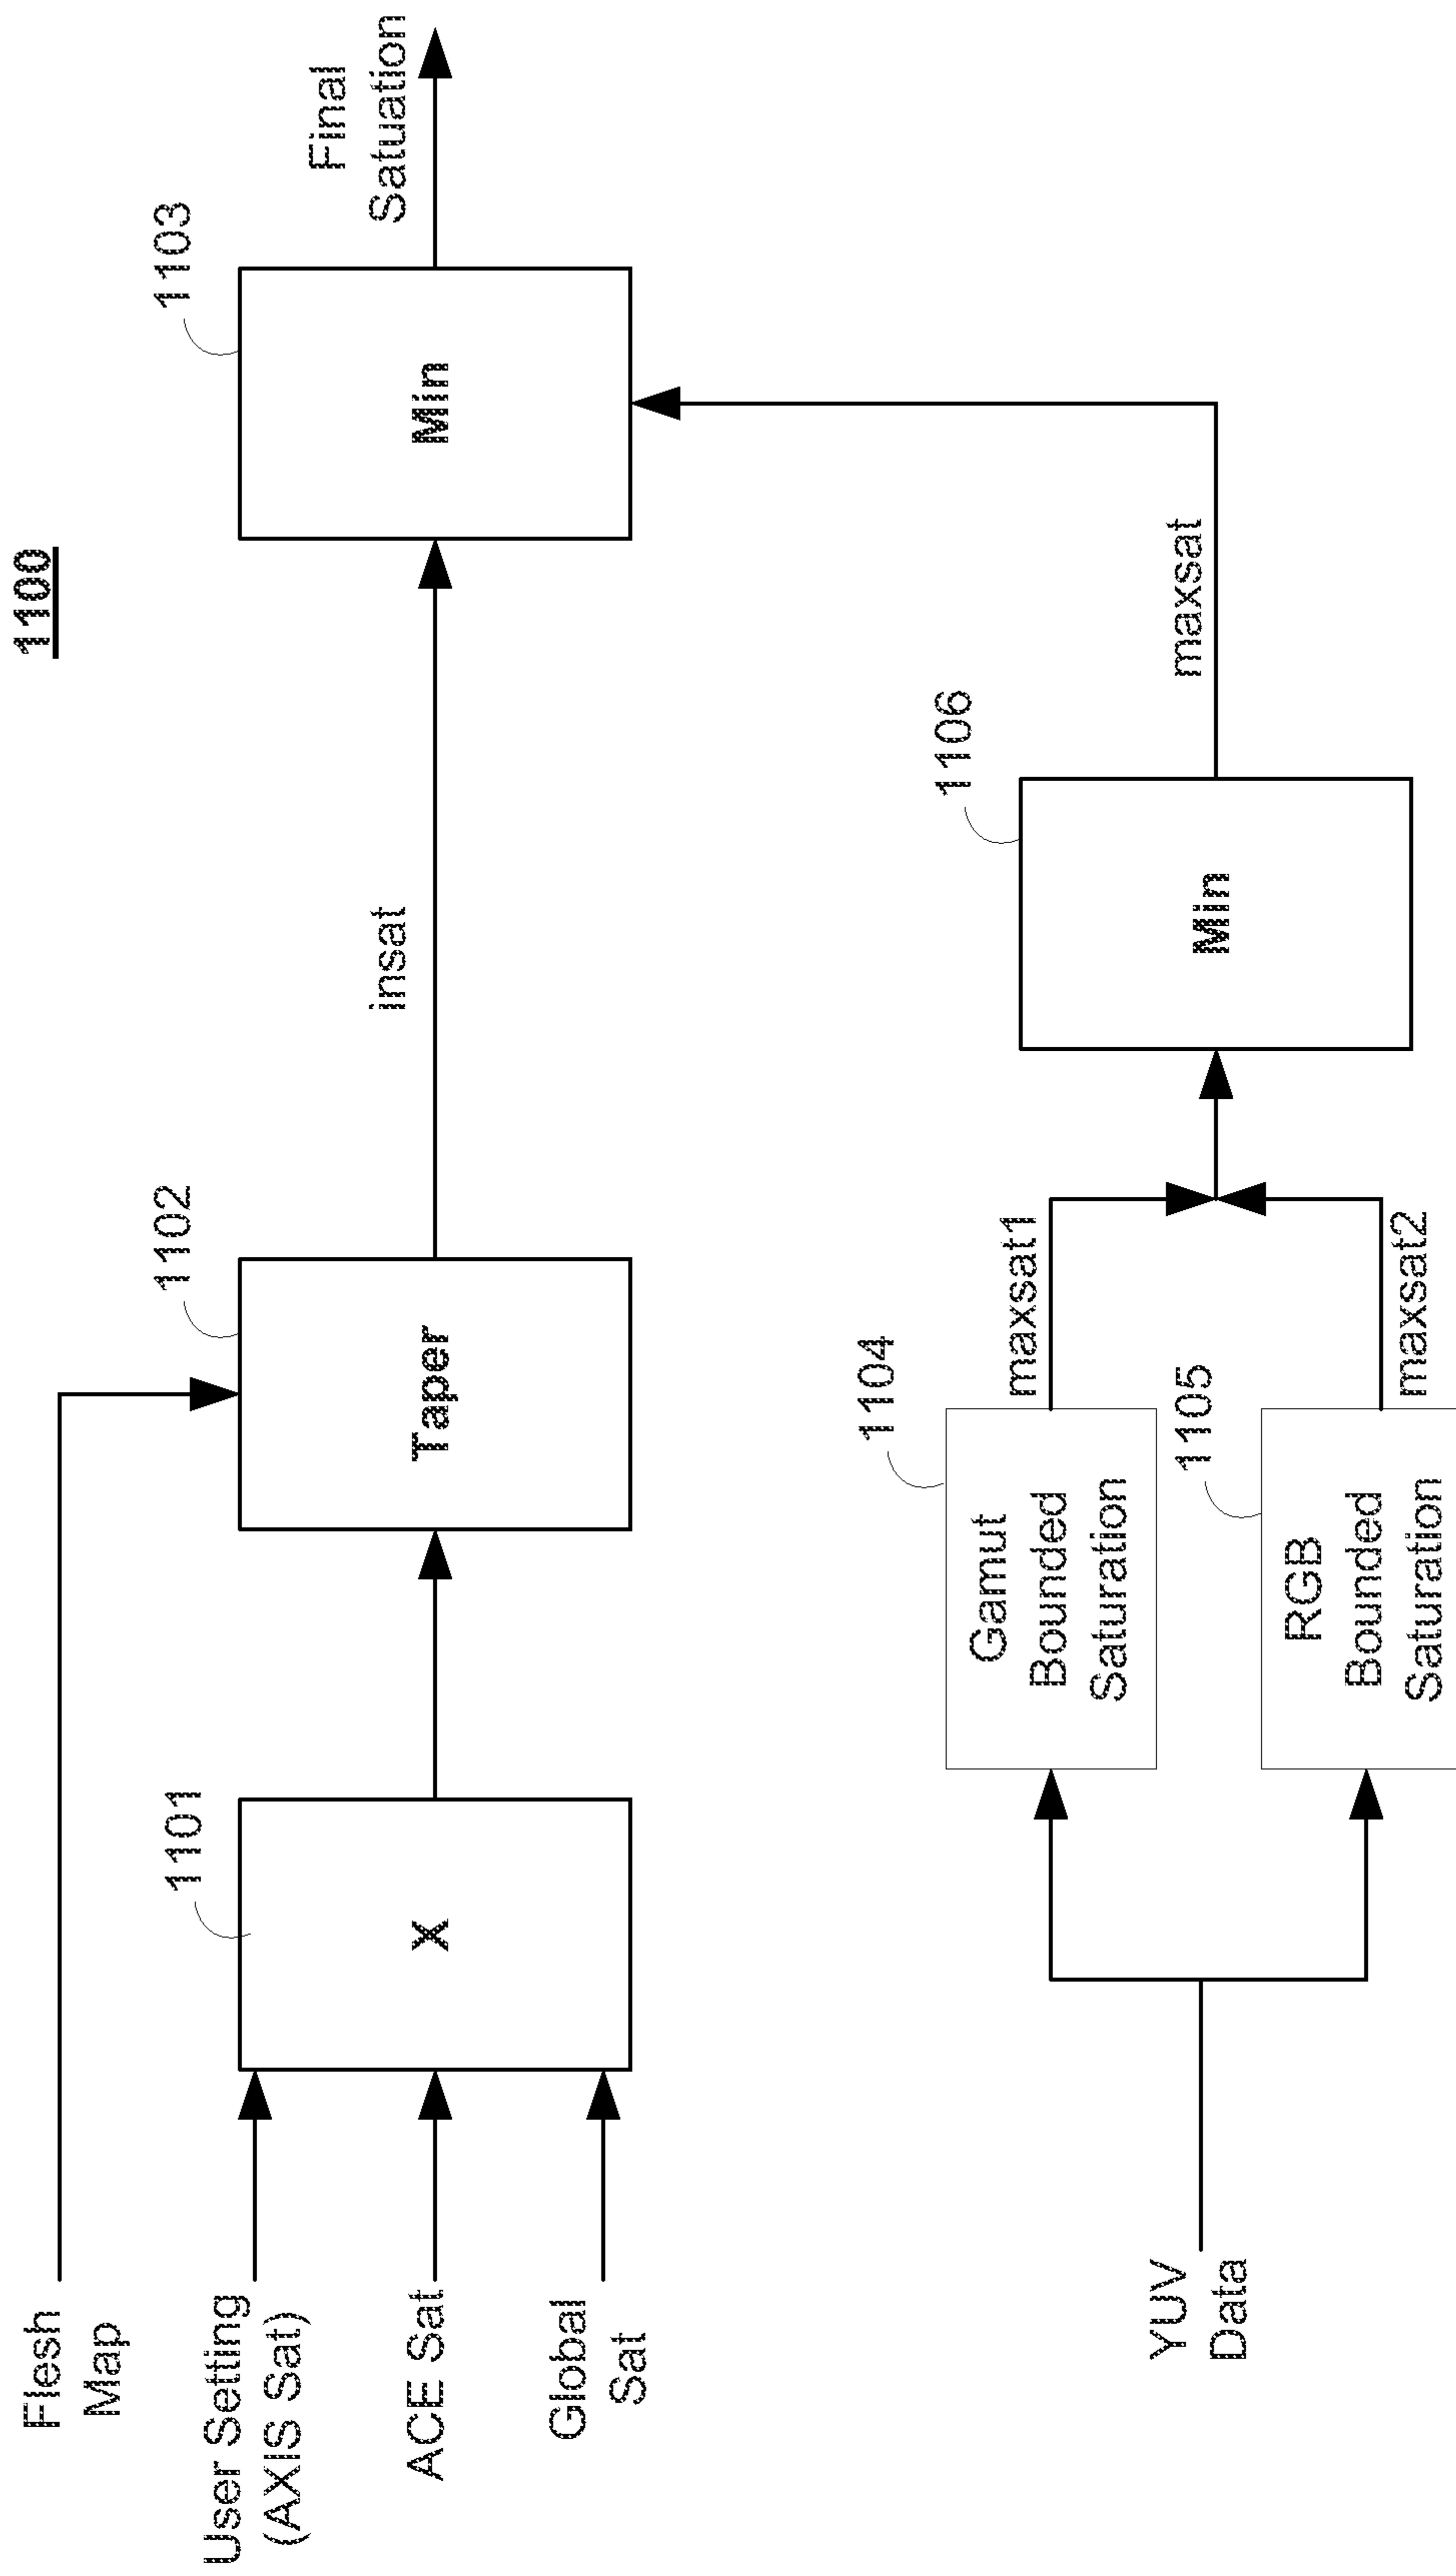 1100
Flesh
Map
User Setting
(AXIS Sat)
ACE Sat
Global
Sat
1101
X
1102
Taper
insat
1103
Min
Final
Satuation
YUV
Data
1104
Gamut
Bounded
Saturation
maxsat1
1105
RGB
Bounded
Saturation
maxsat2
1106
Min
maxsat